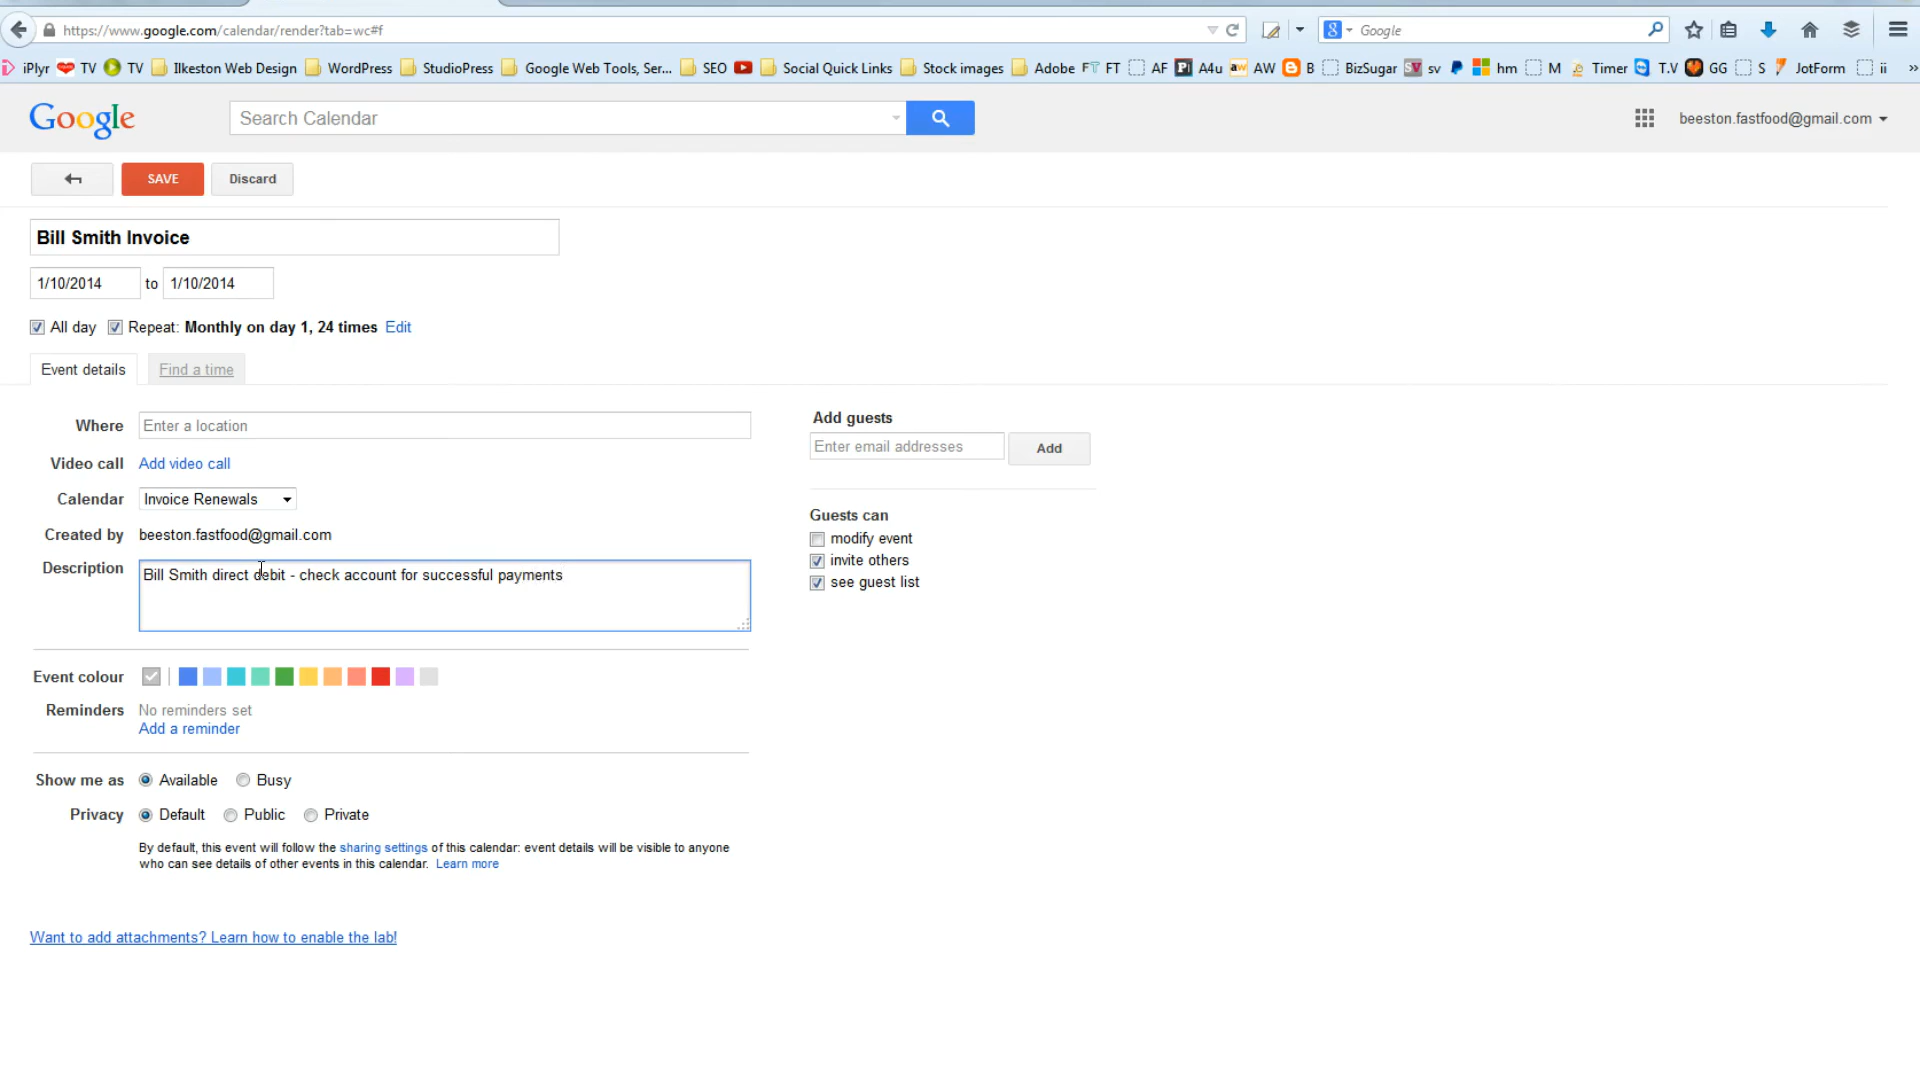 https://www.google.com/calendar/render?tab=wc#f
Google
iPlyr TV TV Ilkeston Web Design WordPress StudioPress Google Web Tools, Ser... SEO Social Quick Links Stock images Adobe FT AF A4u AW B BizSugar sv hm M Timer T.V GG S JotForm ii »
Google
Search Calendar
beeston.fastfood@gmail.com
SAVE
Discard
Bill Smith Invoice
1/10/2014 to 1/10/2014
All day Repeat: Monthly on day 1, 24 times Edit
Event details
Find a time
Where
Enter a location
Video call
Add video call
Calendar
Invoice Renewals
Created by
beeston.fastfood@gmail.com
Description
Bill Smith direct debit - check account for successful payments
Event colour
Reminders
No reminders set
Add a reminder
Show me as
Available Busy
Privacy
Default Public Private
By default, this event will follow the sharing settings of this calendar: event details will be visible to anyone
who can see details of other events in this calendar. Learn more
Want to add attachments? Learn how to enable the lab!
Add guests
Enter email addresses
Add
Guests can
modify event
invite others
see guest list